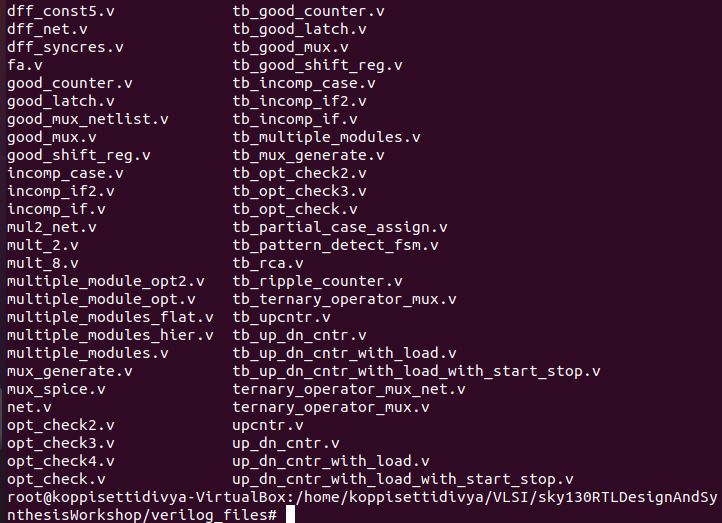 dff_const5.v tb_good_counter.v
dff_net.v tb_good_latch.v
dff_syncres.v tb_good_mux.v
fa.v tb_good_shift_reg.v
good_counter.v tb_incomp_case.v
good_latch.v tb_incomp_if2.v
good_mux_netlist.v tb_incomp_if.v
good_mux.v tb_multiple_modules.v
good_shift_reg.v tb_mux_generate.v
incomp_case.v tb_opt_check2.v
incomp_if2.v tb_opt_check3.v
incomp_if.v tb_opt_check.v
mul2_net.v tb_partial_case_assign.v
mult_2.v tb_pattern_detect_fsm.v
mult_8.v tb_rca.v
multiple_module_opt2.v tb_ripple_counter.v
multiple_module_opt.v tb_ternary_operator_mux.v
multiple_modules_flat.v tb_upcntr.v
multiple_modules_hier.v tb_up_dn_cntr.v
multiple_modules.v tb_up_dn_cntr_with_load.v
mux_generate.v tb_up_dn_cntr_with_load_with_start_stop.v
mux_spice.v ternary_operator_mux_net.v
net.v ternary_operator_mux.v
opt_check2.v upcntr.v
opt_check3.v up_dn_cntr.v
opt_check4.v up_dn_cntr_with_load.v
opt_check.v up_dn_cntr_with_load_with_start_stop.v
root@koppisettidivya-VirtualBox:/home/koppisettidivya/VLSI/sky130RTLDesignAndSy
nthesisWorkshop/verilog_files#